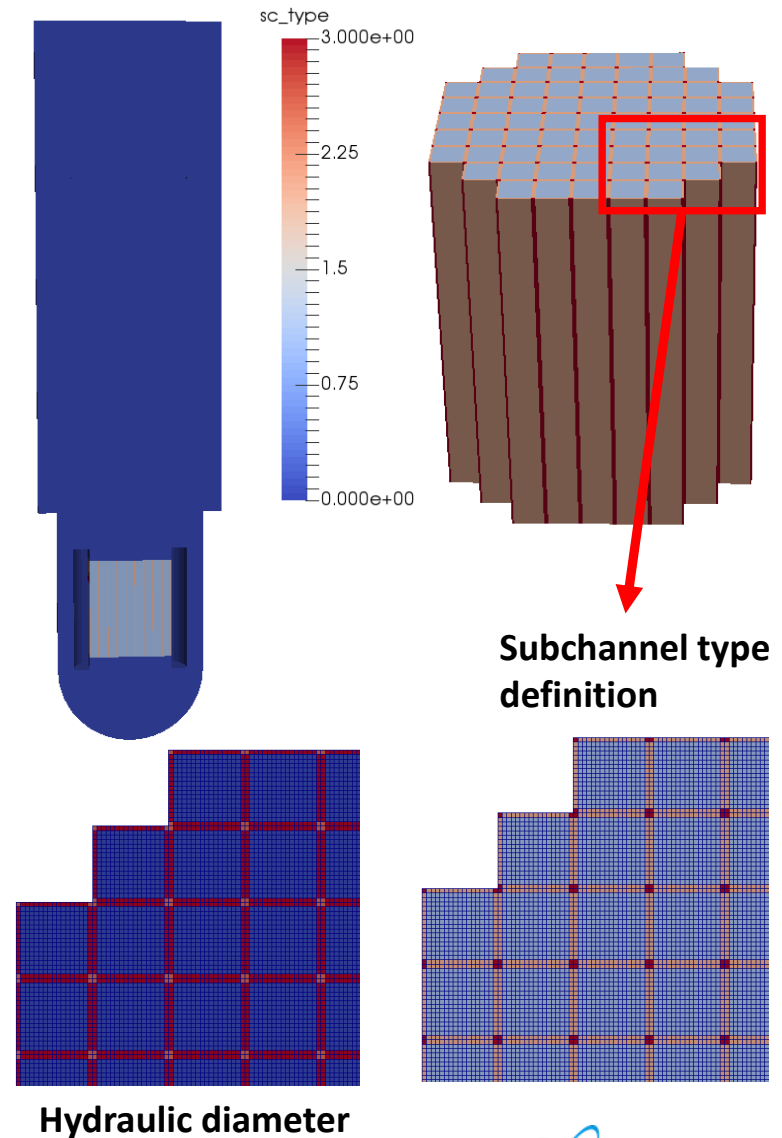 sc_type
3.000e+00
2.25
1.5
0.75
0.000e+00
Subchannel type
definition
Hydraulic diameter